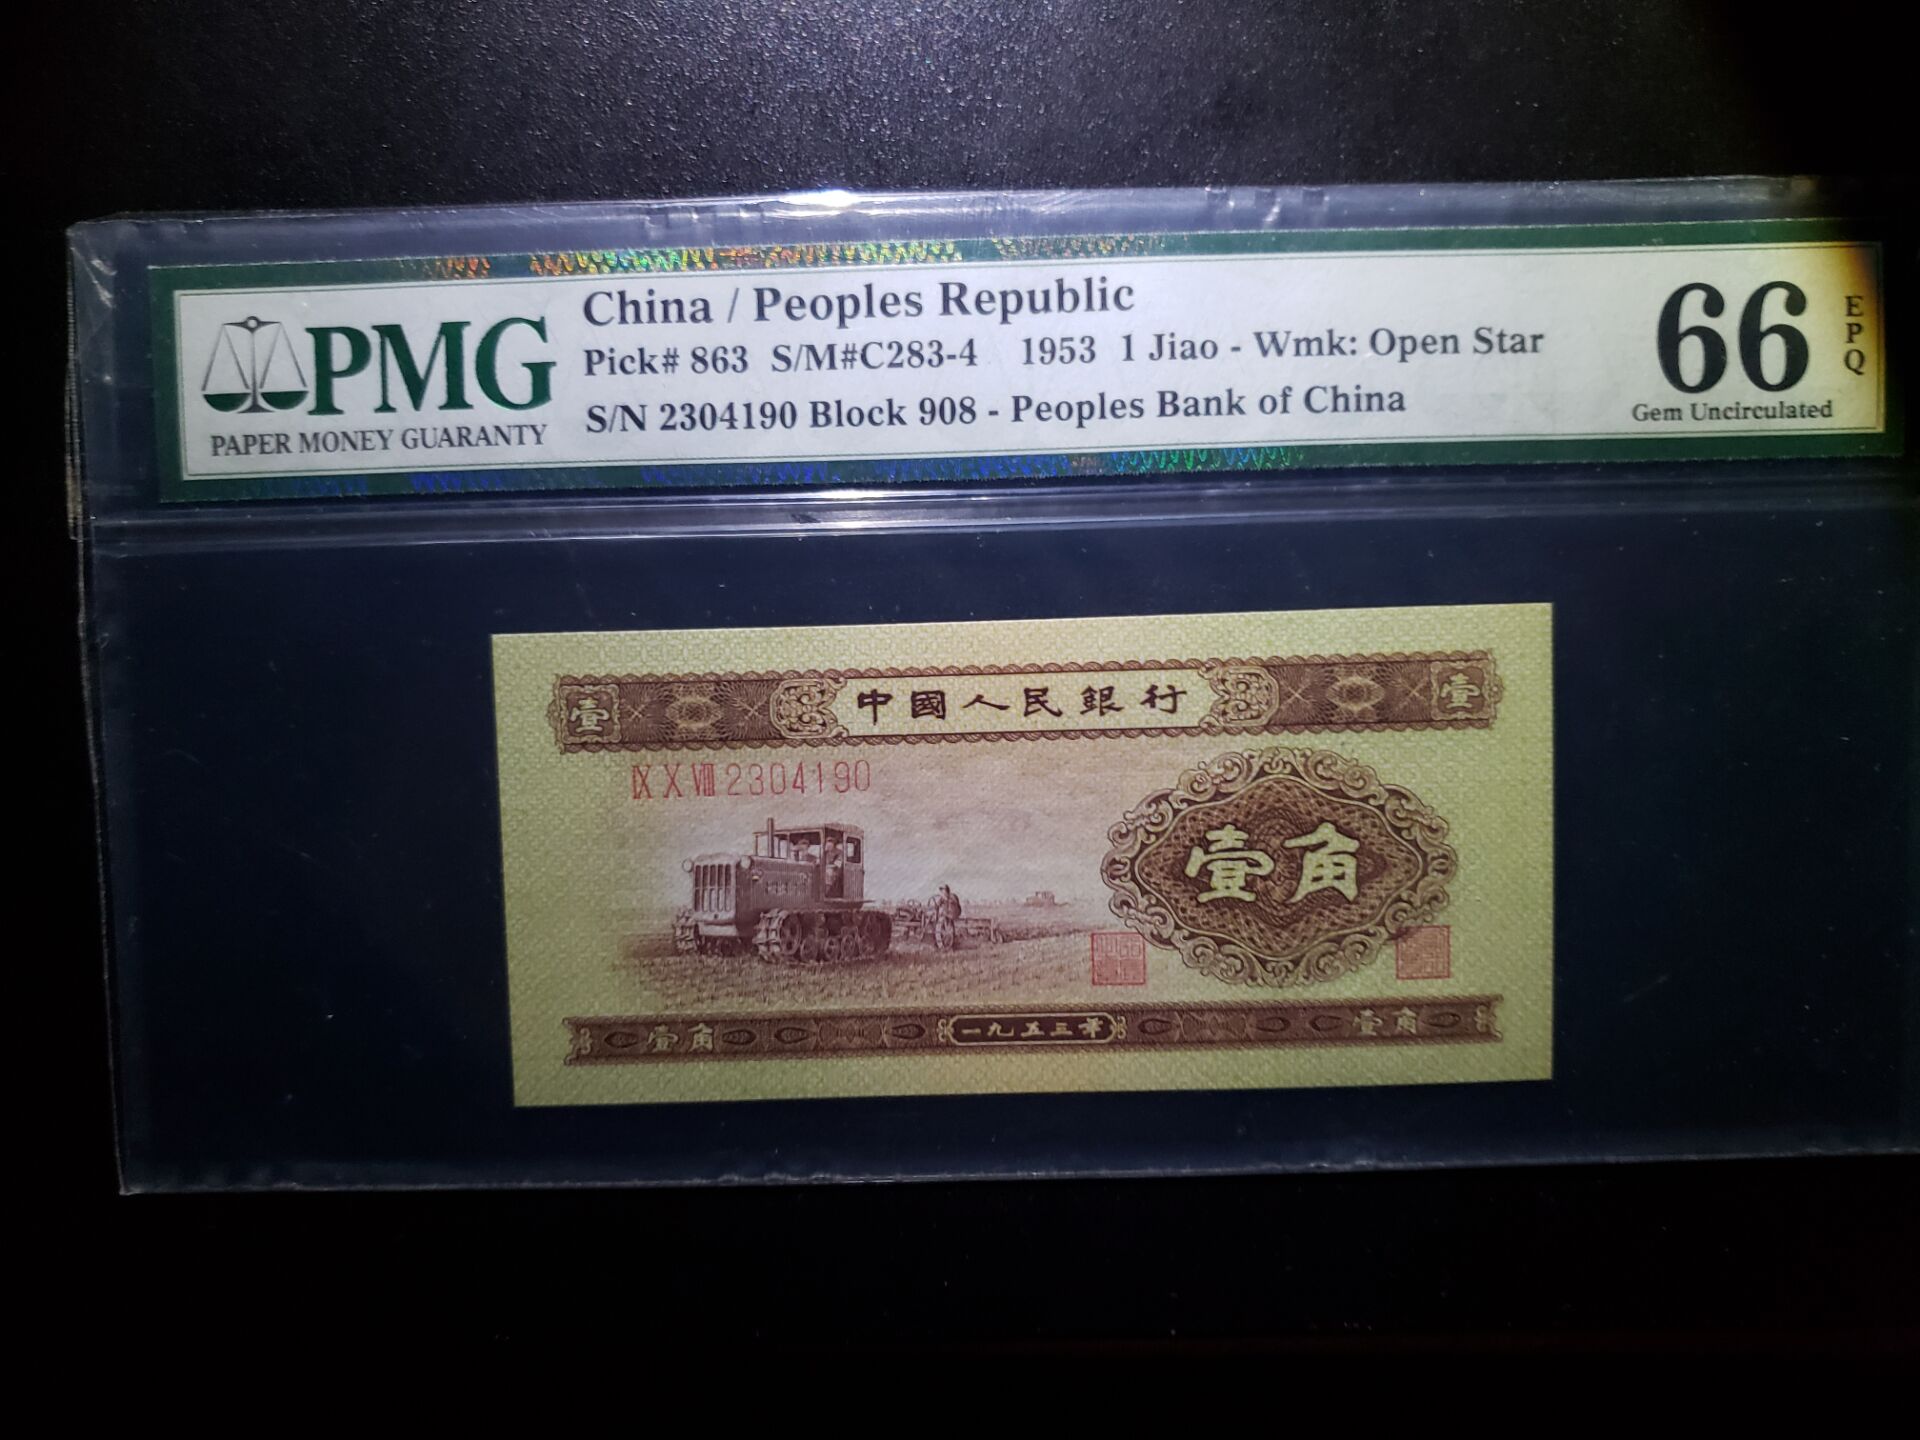 PMG
PAPER MONEY GUARANTY
China / Peoples Republic
Pick# 863 S/M#C283-4 1953 1 Jiao - Wmk: Open Star
S/N 2304190 Block 908 - Peoples Bank of China
66
EPQ
Gem Uncirculated
壹 中國人民銀行 壹
Ⅸ Ⅹ Ⅷ 2304190
壹角
壹角 一九五三年 壹角